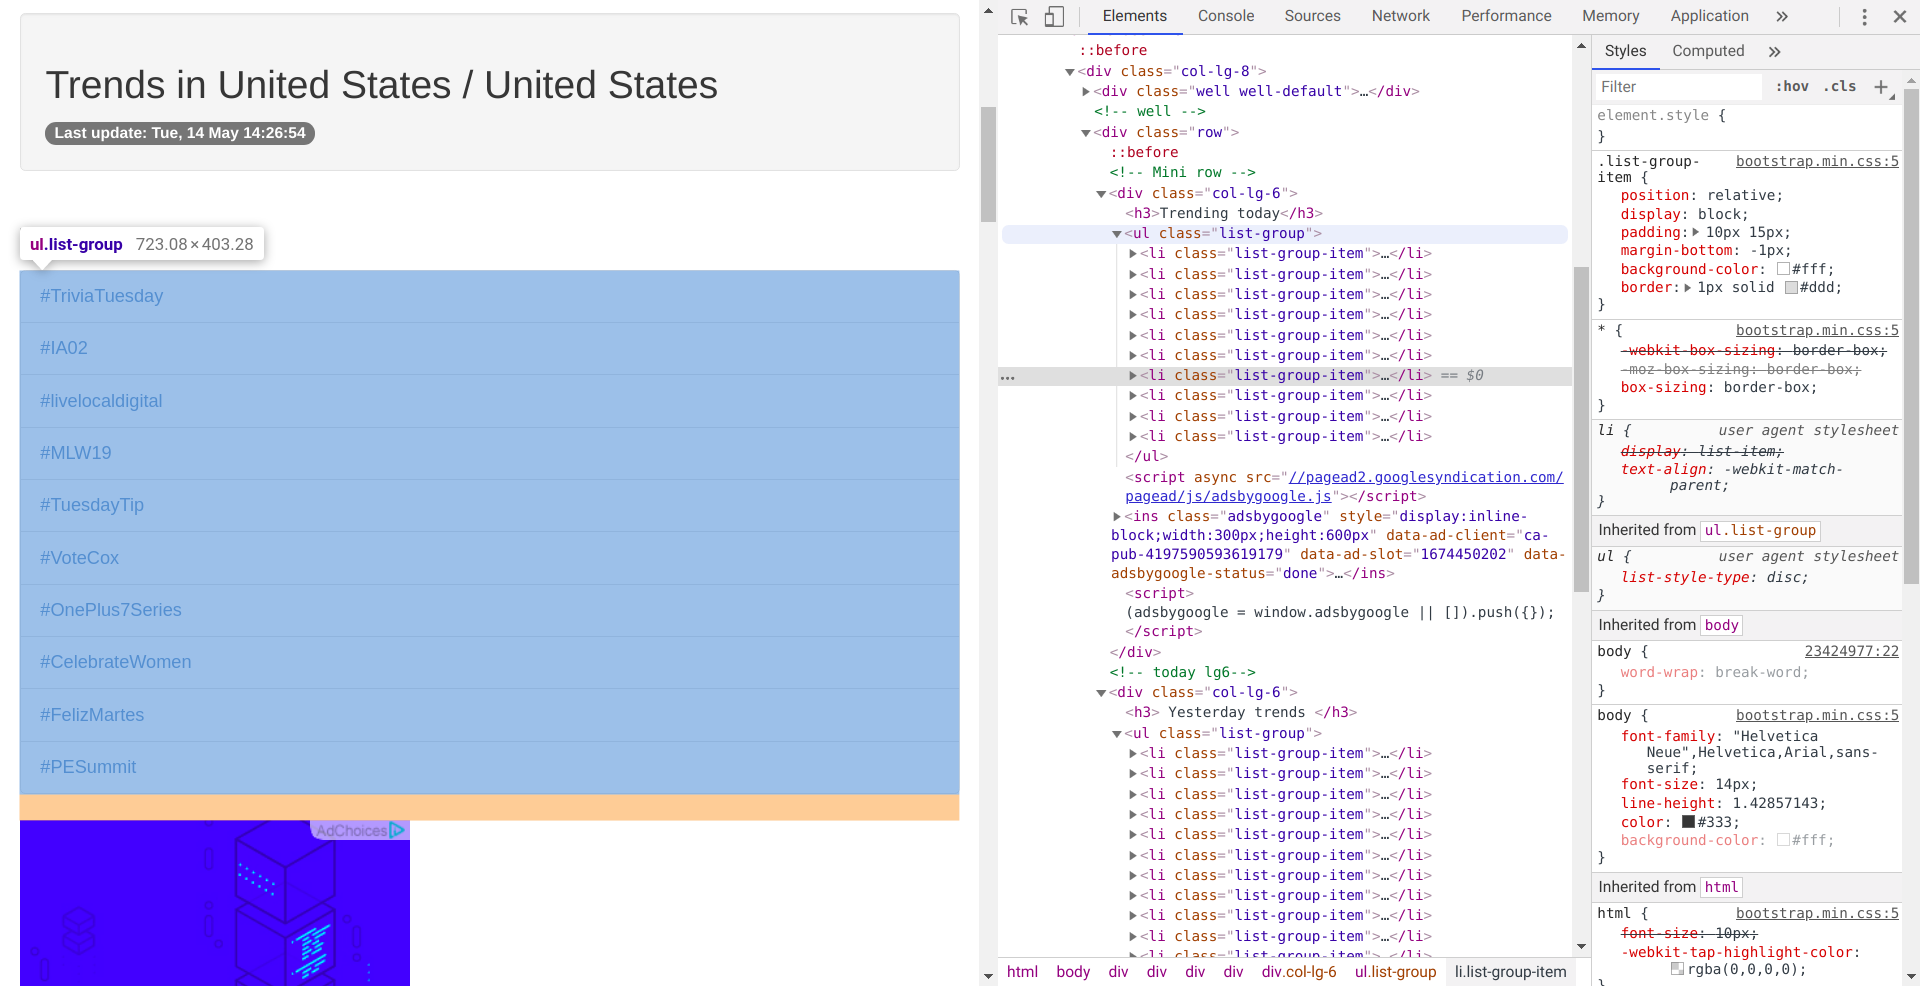 Trends in United States / United States
Last update: Tue, 14 May 14:26:54
ul.list-group 723.08×403.28
#TriviaTuesday
#IA02
#livelocaldigital
#MLW19
#TuesdayTip
#VoteCox
#OnePlus7Series
#CelebrateWomen
#FelizMartes
#PESummit
AdChoices
Elements Console Sources Network Performance Memory Application »
::before
▼<div class="col-lg-8">
▶<div class="well well-default">…</div>
<!-- well -->
▼<div class="row">
::before
<!-- Mini row -->
▼<div class="col-lg-6">
<h3>Trending today</h3>
▼<ul class="list-group">
▶<li class="list-group-item">…</li>
▶<li class="list-group-item">…</li>
▶<li class="list-group-item">…</li>
▶<li class="list-group-item">…</li>
▶<li class="list-group-item">…</li>
▶<li class="list-group-item">…</li>
… ▶<li class="list-group-item">…</li> == $0
▶<li class="list-group-item">…</li>
▶<li class="list-group-item">…</li>
▶<li class="list-group-item">…</li>
</ul>
<script async src="//pagead2.googlesyndication.com/
pagead/js/adsbygoogle.js"></script>
▶<ins class="adsbygoogle" style="display:inline-
block;width:300px;height:600px" data-ad-client="ca-
pub-4197590593619179" data-ad-slot="1674450202" data-
adsbygoogle-status="done">…</ins>
<script>
(adsbygoogle = window.adsbygoogle || []).push({});
</script>
</div>
<!-- today lg6-->
▼<div class="col-lg-6">
<h3> Yesterday trends </h3>
▼<ul class="list-group">
▶<li class="list-group-item">…</li>
▶<li class="list-group-item">…</li>
▶<li class="list-group-item">…</li>
▶<li class="list-group-item">…</li>
▶<li class="list-group-item">…</li>
▶<li class="list-group-item">…</li>
▶<li class="list-group-item">…</li>
▶<li class="list-group-item">…</li>
▶<li class="list-group-item">…</li>
▶<li class="list-group-item">…</li>
▶<li class="list-group-item">…</li>
html body div div div div div.col-lg-6 ul.list-group li.list-group-item
Styles Computed »
Filter :hov .cls +
element.style {
}
.list-group- bootstrap.min.css:5
item {
position: relative;
display: block;
padding:▶ 10px 15px;
margin-bottom: -1px;
background-color: #fff;
border:▶ 1px solid #ddd;
}
* { bootstrap.min.css:5
-webkit-box-sizing: border-box;
-moz-box-sizing: border-box;
box-sizing: border-box;
}
li { user agent stylesheet
display: list-item;
text-align: -webkit-match-
parent;
}
Inherited from ul.list-group
ul { user agent stylesheet
list-style-type: disc;
}
Inherited from body
body { 23424977:22
word-wrap: break-word;
}
body { bootstrap.min.css:5
font-family: "Helvetica
Neue",Helvetica,Arial,sans-
serif;
font-size: 14px;
line-height: 1.42857143;
color: #333;
background-color: #fff;
}
Inherited from html
html { bootstrap.min.css:5
font-size: 10px;
-webkit-tap-highlight-color:
rgba(0,0,0,0);
}